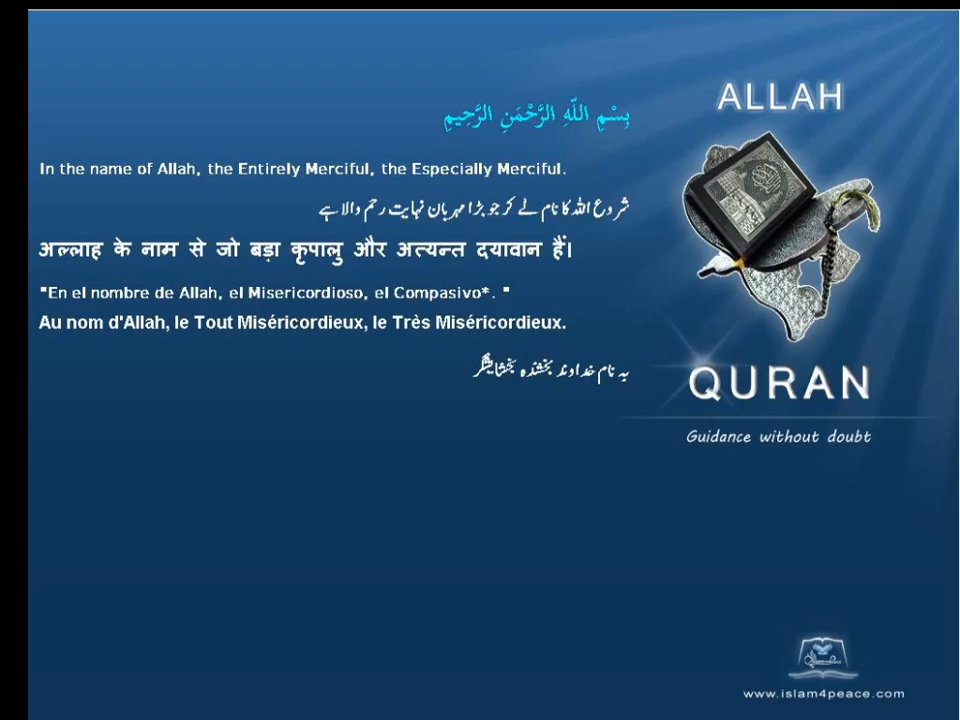 بِسْمِ اللَّهِ الرَّحْمَنِ الرَّحِيمِ
In the name of Allah, the Entirely Merciful, the Especially Merciful.
شروع الله کا نام لے کر جو بڑا مہربان نہایت رحم والا ہے
अल्लाह के नाम से जो बड़ा कृपालु और अत्यन्त दयावान हैं।
"En el nombre de Allah, el Misericordioso, el Compasivo*. "
Au nom d'Allah, le Tout Miséricordieux, le Très Miséricordieux.
به نام خداوند بخشنده بخشایشگر
ALLAH
QURAN
Guidance without doubt
www.islam4peace.com